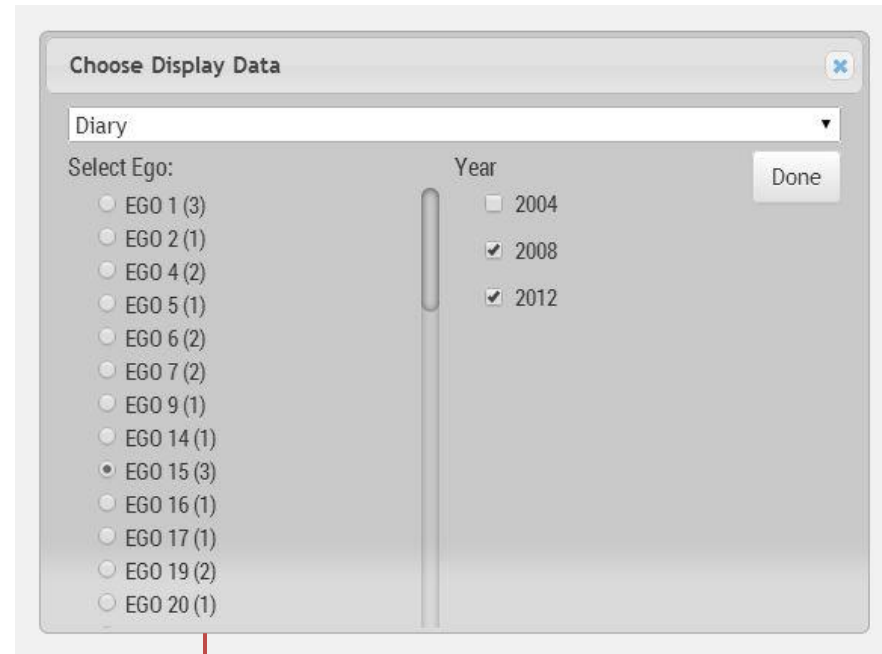 Choose Display Data
Diary
Select Ego:
EGO 1 (3)
EGO 2 (1)
EGO 4 (2)
EGO 5 (1)
EGO 6 (2)
EGO 7 (2)
EGO 9 (1)
EGO 14 (1)
EGO 15 (3)
EGO 16 (1)
EGO 17 (1)
EGO 19 (2)
EGO 20 (1)
Year
2004
2008
2012
Done